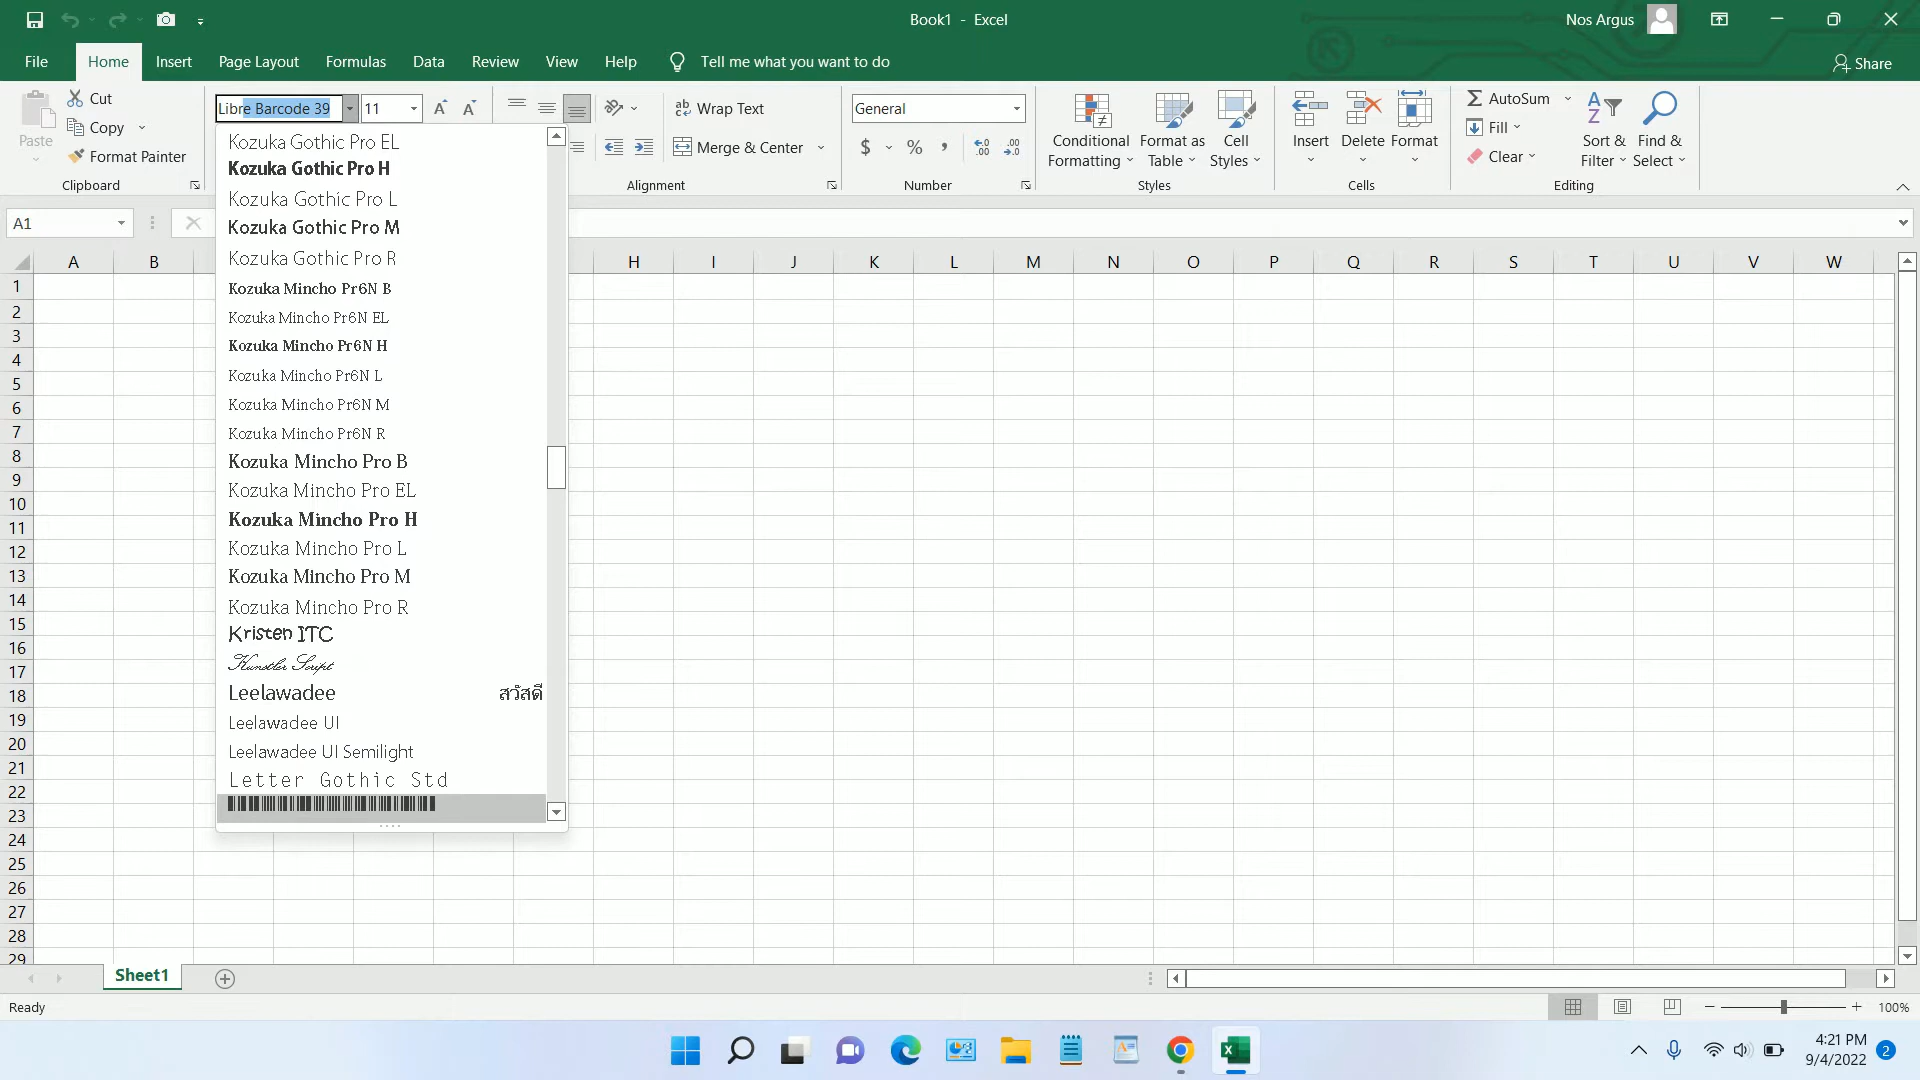 Book1 - Excel
Nos Argus
File Home Insert Page Layout Formulas Data Review View Help Tell me what you want to do Share
Paste
Cut
Copy
Format Painter
Clipboard
Libre Barcode 39 11
Wrap Text
Merge & Center
Alignment
General
$ % ,
Number
Conditional Formatting
Format as Table
Cell Styles
Styles
Insert Delete Format
Cells
AutoSum
Fill
Clear
Sort & Filter
Find & Select
Editing
A1
Kozuka Gothic Pro EL
Kozuka Gothic Pro H
Kozuka Gothic Pro L
Kozuka Gothic Pro M
Kozuka Gothic Pro R
Kozuka Mincho Pr6N B
Kozuka Mincho Pr6N EL
Kozuka Mincho Pr6N H
Kozuka Mincho Pr6N L
Kozuka Mincho Pr6N M
Kozuka Mincho Pr6N R
Kozuka Mincho Pro B
Kozuka Mincho Pro EL
Kozuka Mincho Pro H
Kozuka Mincho Pro L
Kozuka Mincho Pro M
Kozuka Mincho Pro R
Kristen ITC
Kunstler Script
Leelawadee สวัสดี
Leelawadee UI
Leelawadee UI Semilight
Letter Gothic Std
A B H I J K L M N O P Q R S T U V W
1
2
3
4
5
6
7
8
9
10
11
12
13
14
15
16
17
18
19
20
21
22
23
24
25
26
27
28
29
Sheet1
Ready
100%
4:21 PM
9/4/2022
2